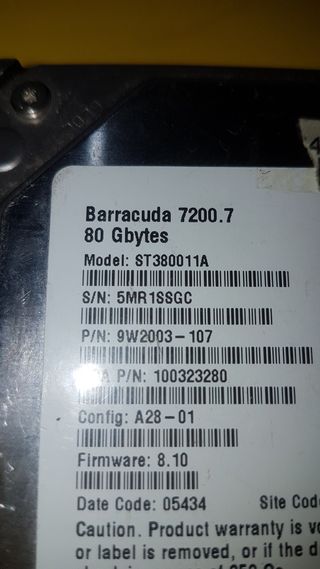 Barracuda 7200.7
80 Gbytes
Model: ST380011A
S/N: 5MR1SSGC
P/N: 9W2003-107
P/N: 100323280
Config: A28-01
Firmware: 8.10
Date Code: 05434 Site Code
Caution. Product warranty is
or label is removed, or if the